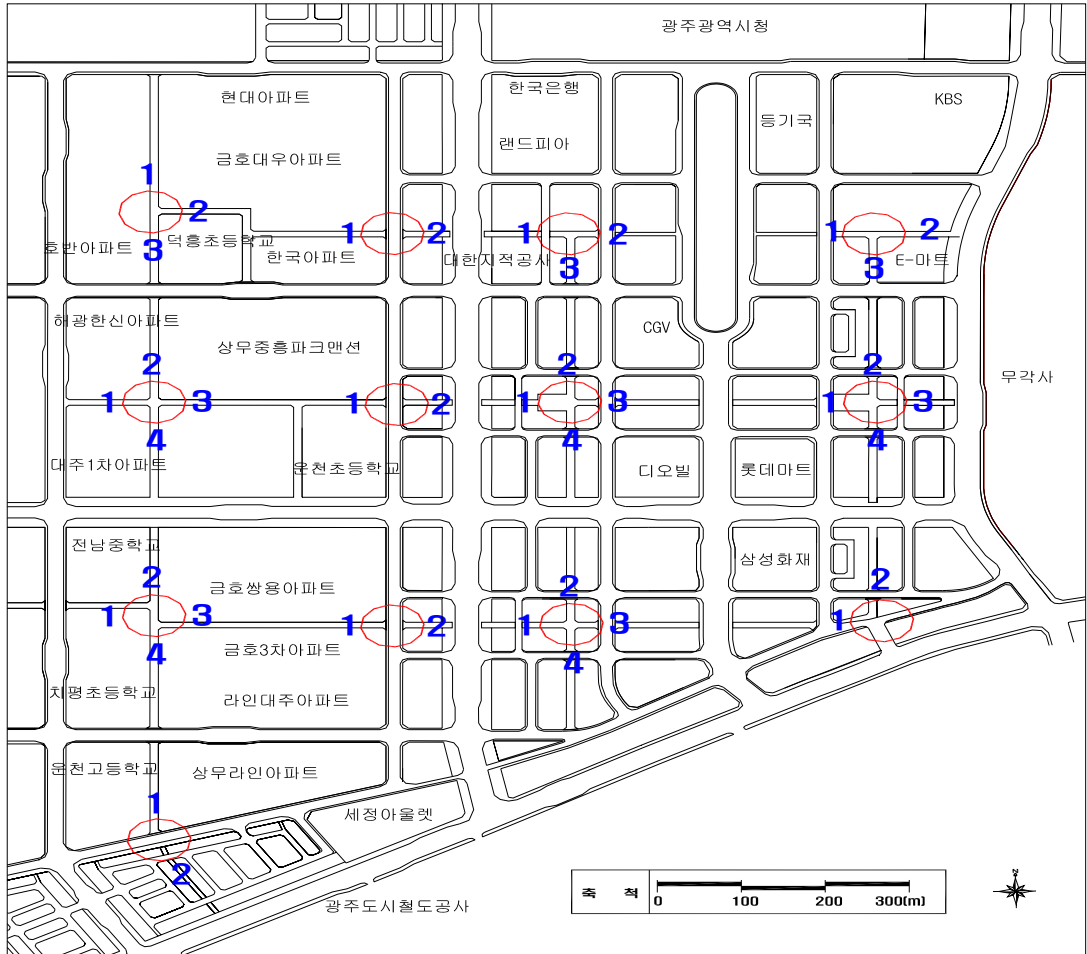 광주광역시청
현대아파트
한국은행
KBS
등기국
랜드피아
금호대우아파트
1
2
3
호반아파트
덕흥초등학교
한국아파트
1
2
대한지적공사
1
2
3
1
2
3
E-마트
허광한신아파트
상무중흥파크맨션
CGV
무각사
1
2
3
4
1
2
1
2
3
4
1
2
3
4
대주1차아파트
운천초등학교
디오빌
롯데마트
전남중학교
금호쌍용아파트
삼성화재
1
2
3
4
1
2
1
2
3
4
1
2
금호3차아파트
치평초등학교
라인대주아파트
운천고등학교
상무라인아파트
1
2
세정아울렛
광주도시철도공사
축 척
0 100 200 300(m)
N